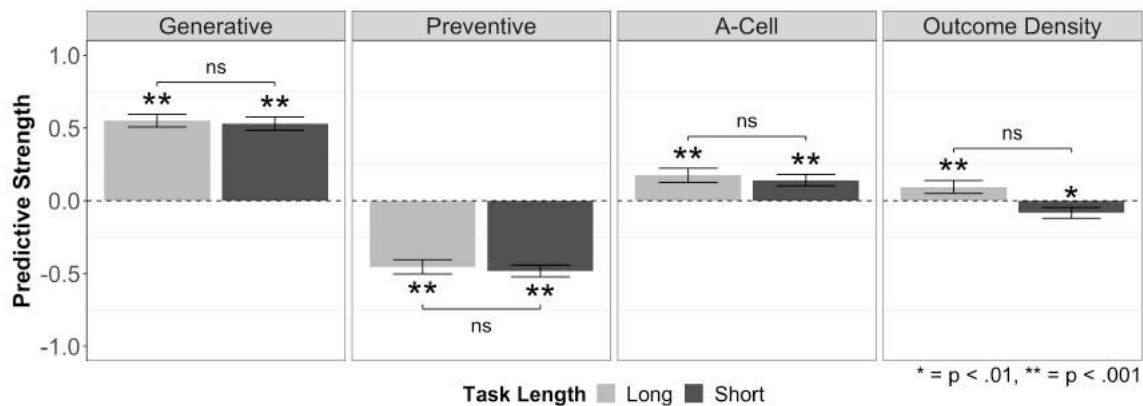 Generative Preventive A-Cell Outcome Density
Predictive Strength
1.0
0.5
0.0
-0.5
-1.0
ns
** **
** **
ns
ns
** **
ns
**
*
* = p < .01, ** = p < .001
Task Length Long Short